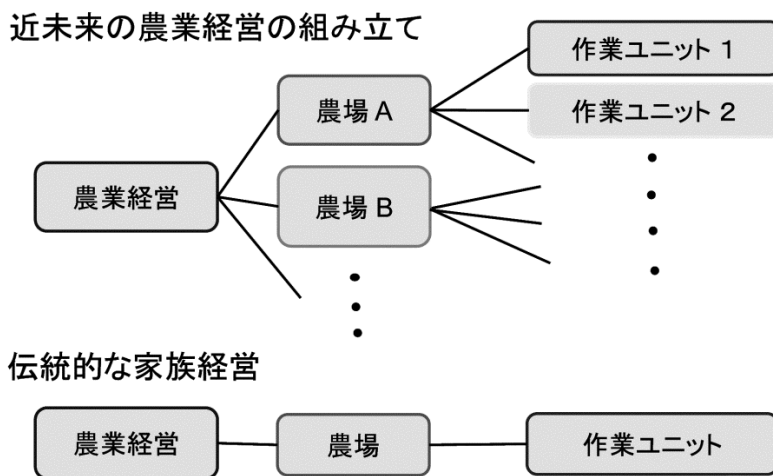 近未来の農業経営の組み立て
作業ユニット 1
農場 A
作業ユニット 2
農業経営
農場 B
伝統的な家族経営
農業経営
農場
作業ユニット